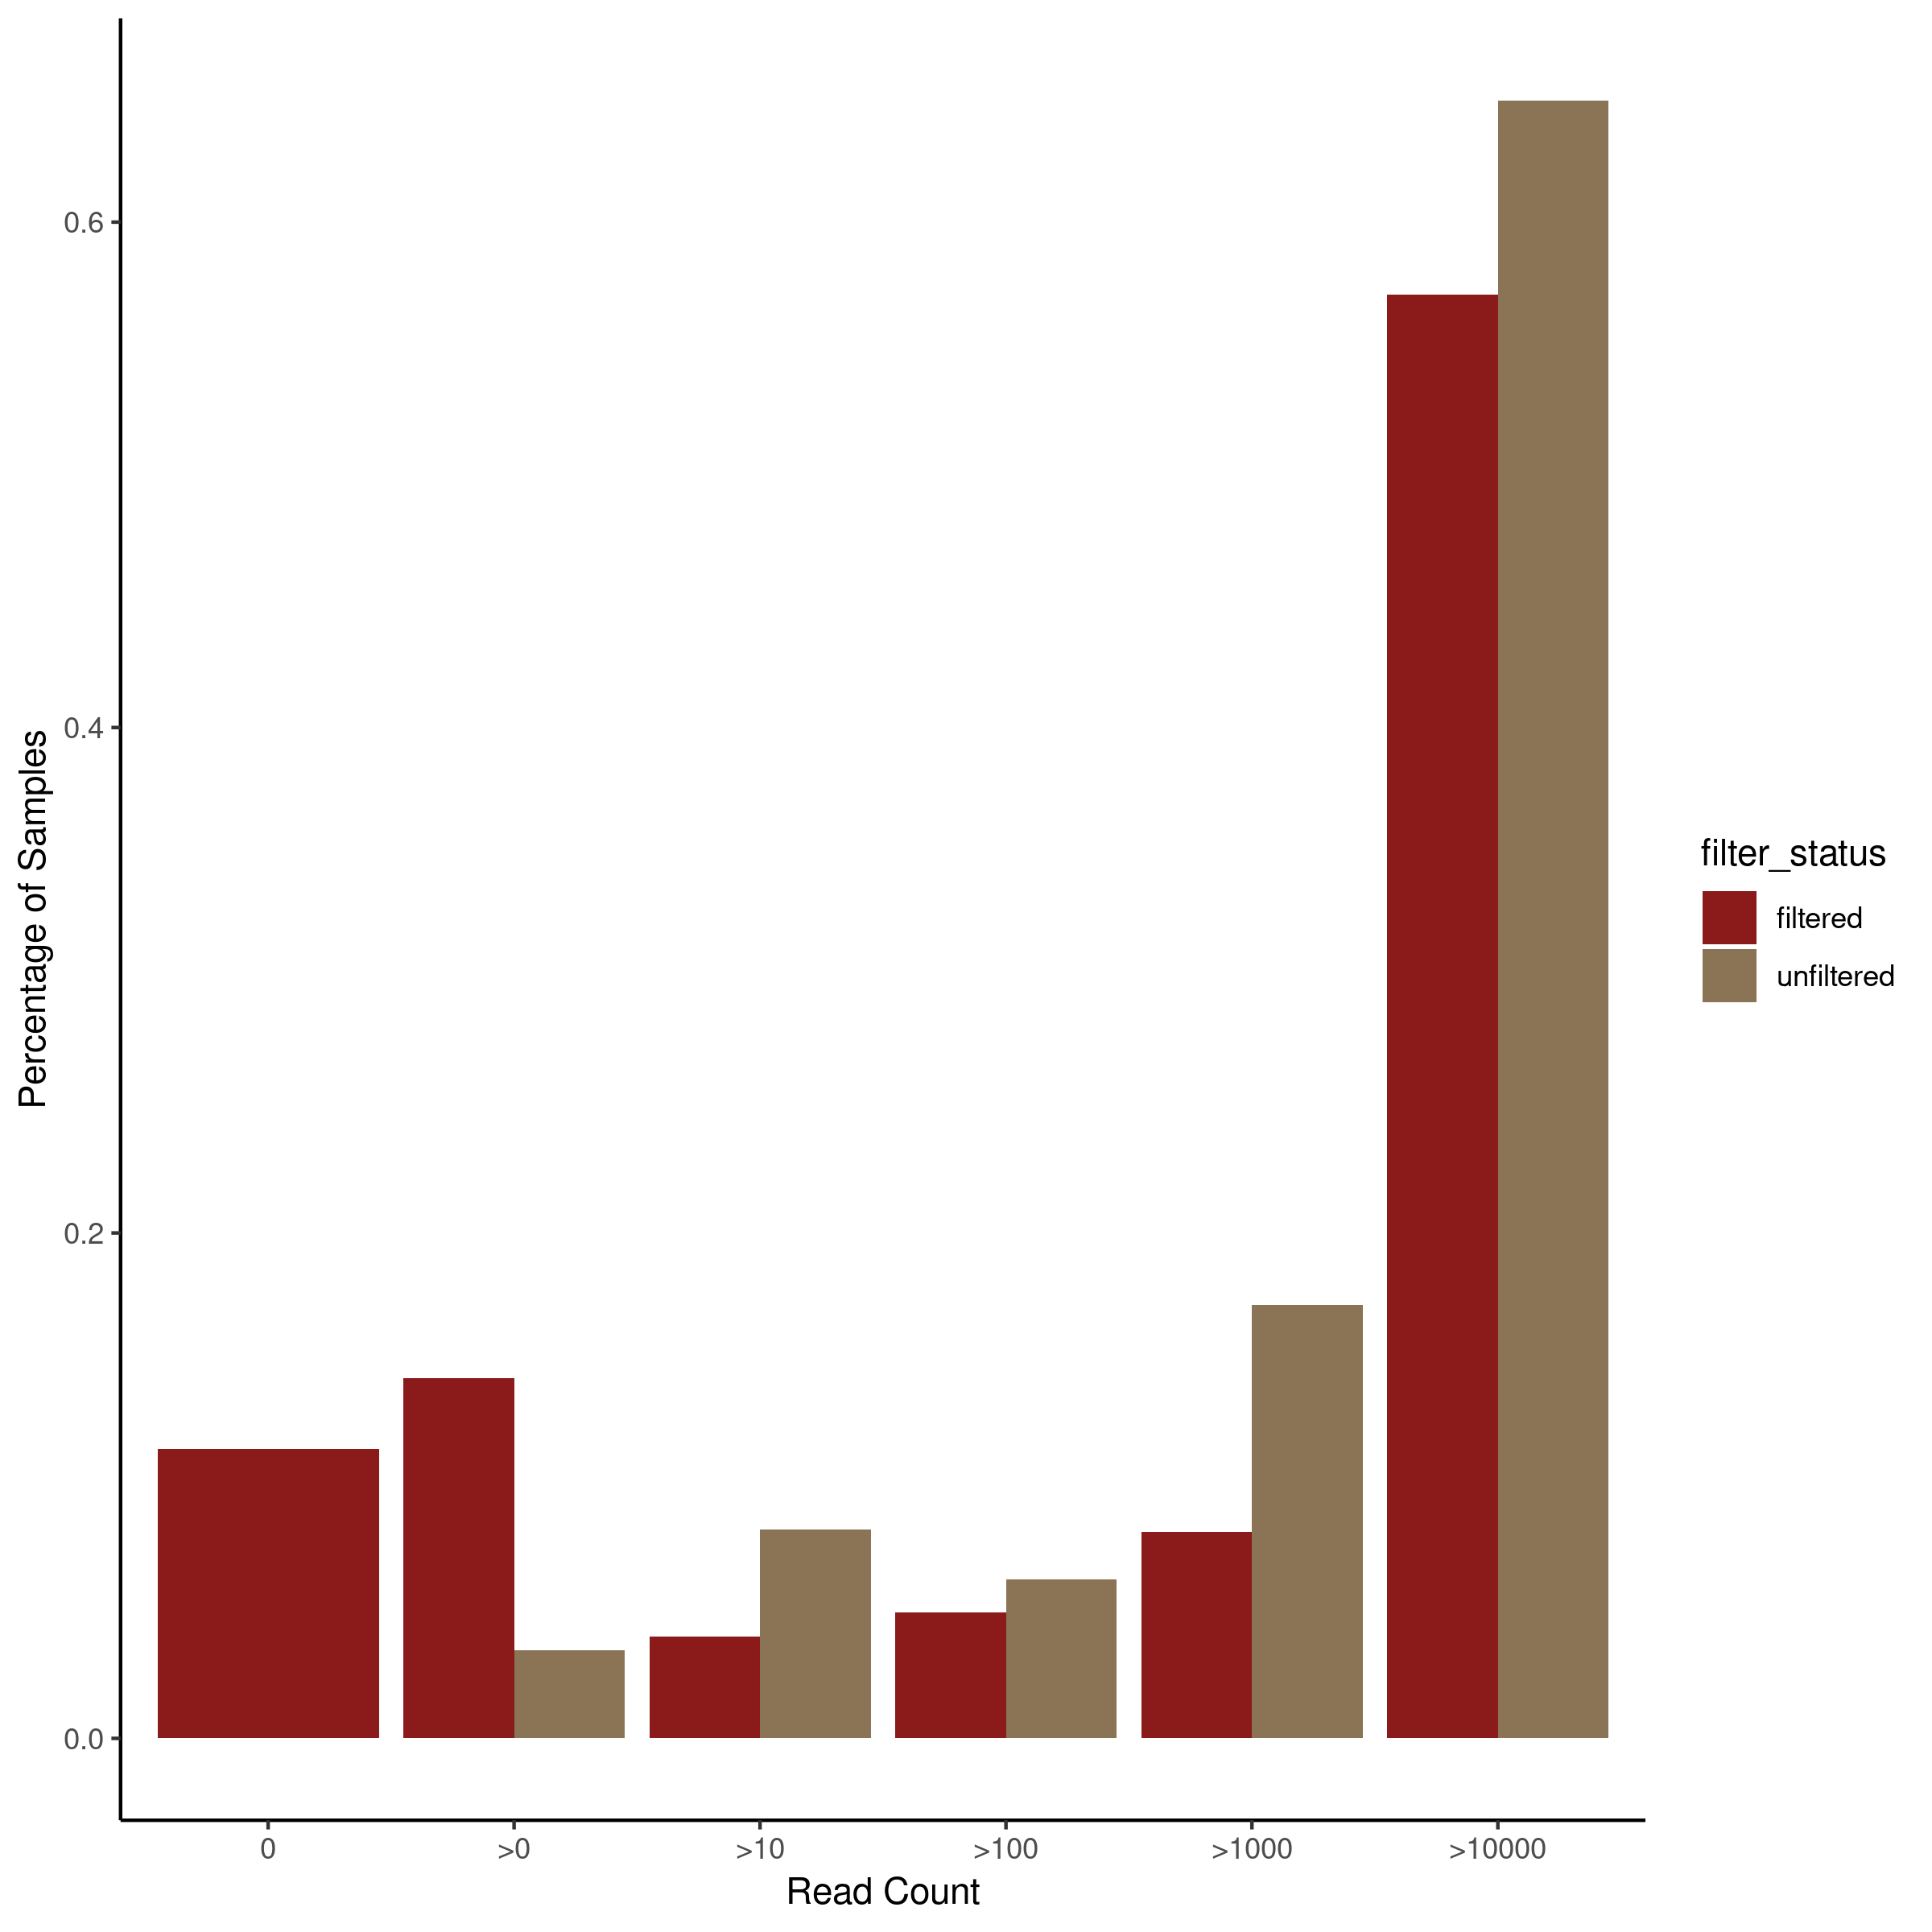 Percentage of Samples
0.6
0.4
0.2
0.0
0 >0 >10 >100 >1000 >10000
Read Count
filter_status
filtered
unfiltered